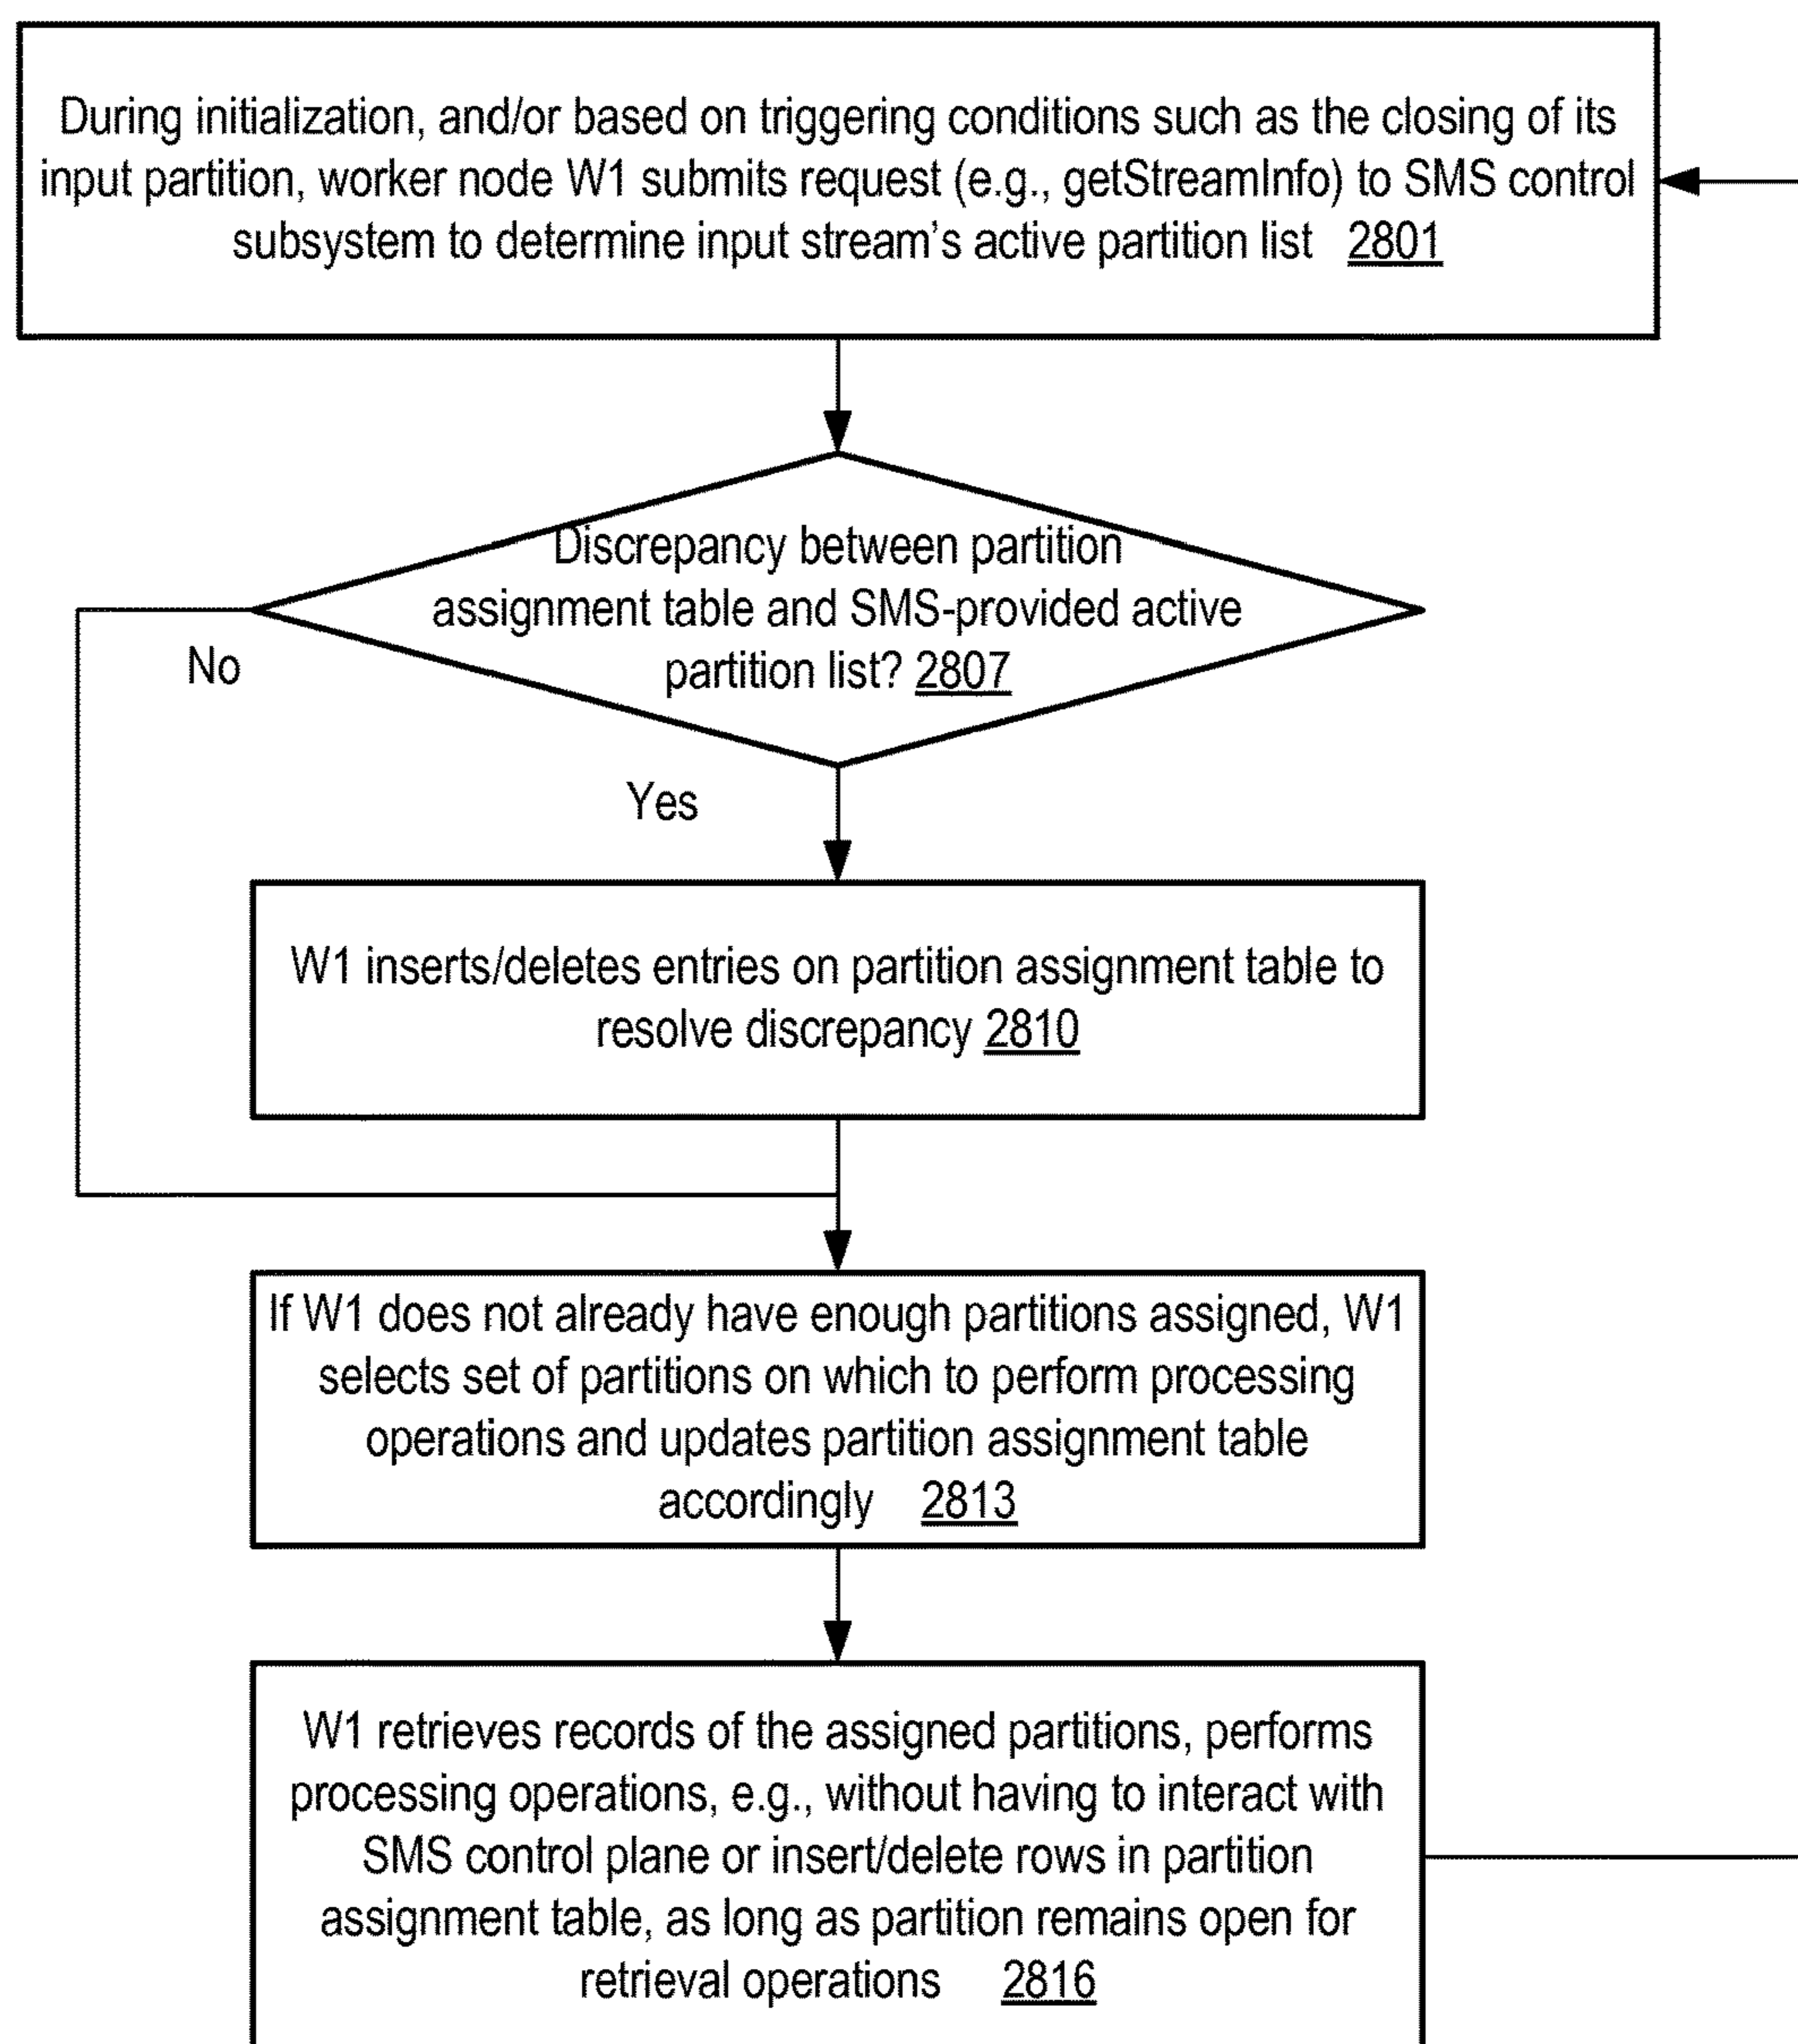 During initialization, and/or based on triggering conditions such as the closing of its
input partition, worker node W1 submits request (e.g., getStreamInfo) to SMS control
subsystem to determine input stream's active partition list 2801
Discrepancy between partition
assignment table and SMS-provided active
partition list? 2807
No
Yes
W1 inserts/deletes entries on partition assignment table to
resolve discrepancy 2810
If W1 does not already have enough partitions assigned, W1
selects set of partitions on which to perform processing
operations and updates partition assignment table
accordingly 2813
W1 retrieves records of the assigned partitions, performs
processing operations, e.g., without having to interact with
SMS control plane or insert/delete rows in partition
assignment table, as long as partition remains open for
retrieval operations 2816